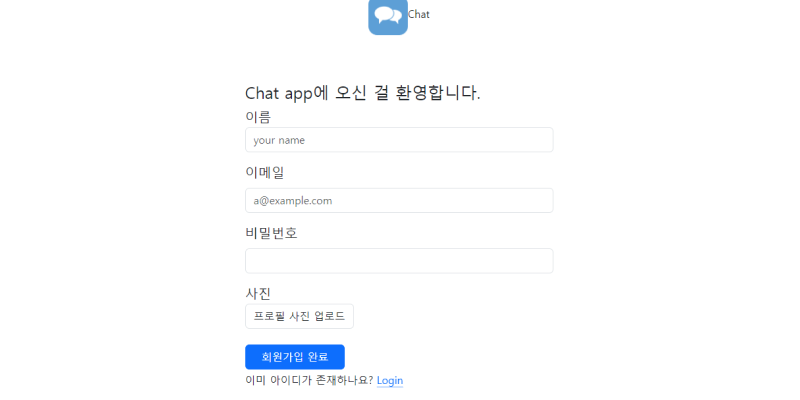 Chat
Chat app에 오신 걸 환영합니다.
이름
your name
이메일
a@example.com
비밀번호
사진
프로필 사진 업로드
회원가입 완료
이미 아이디가 존재하나요? Login